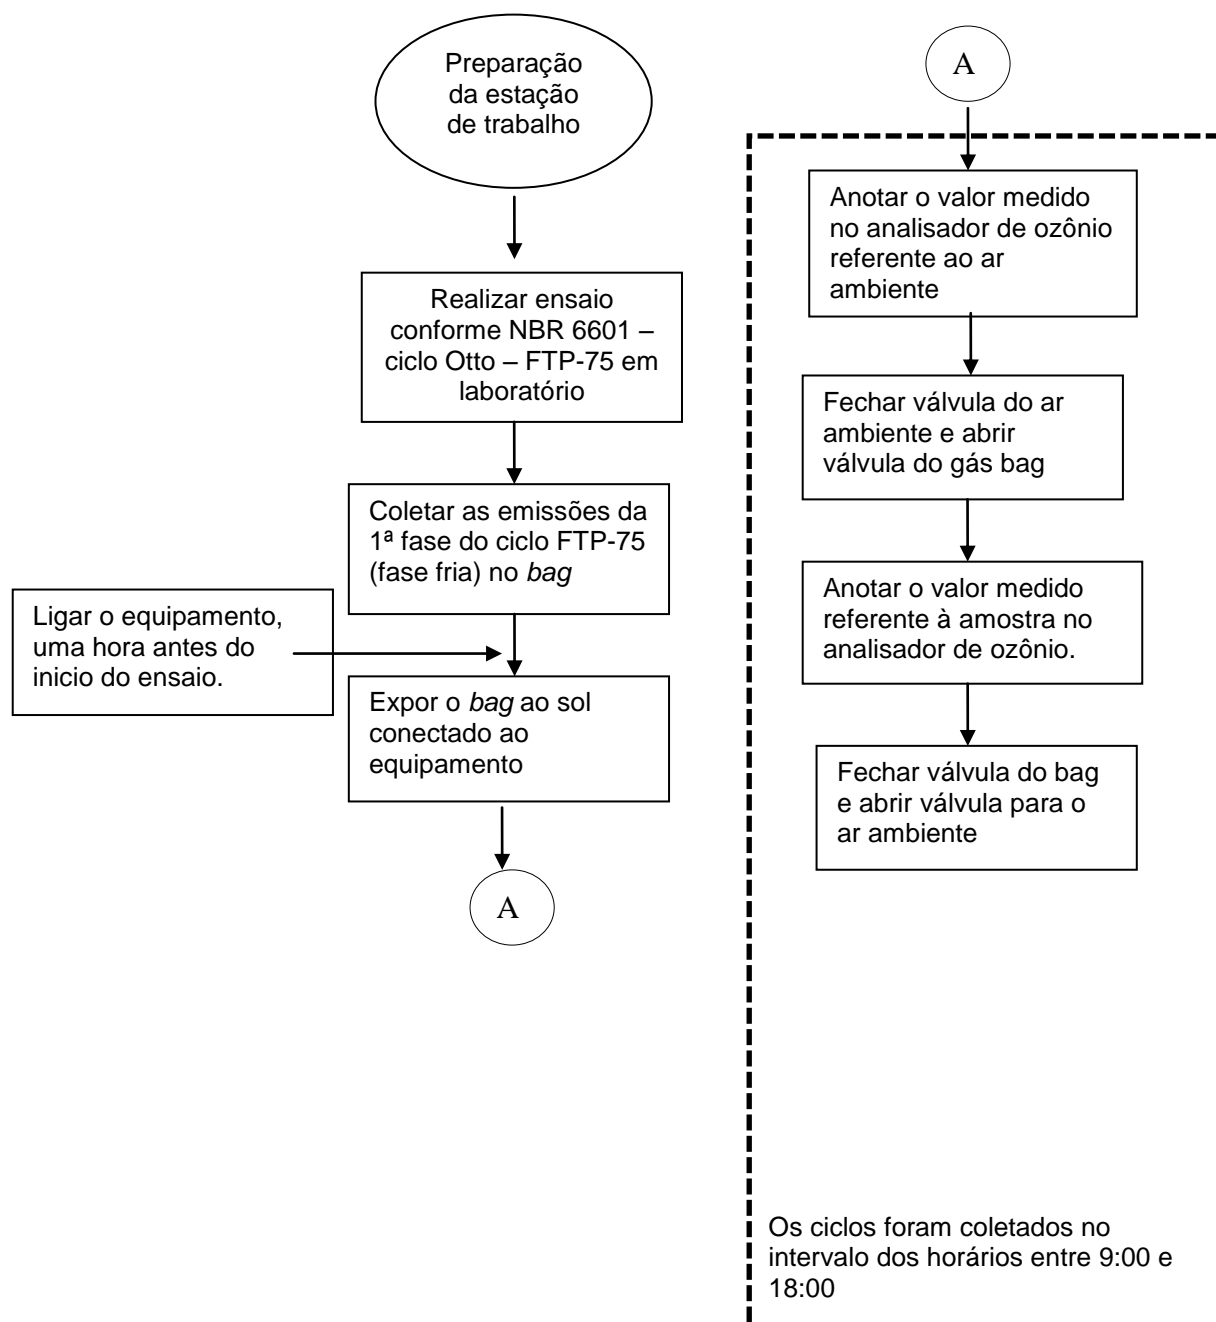 Preparação
da estação
de trabalho
Realizar ensaio
conforme NBR 6601 –
ciclo Otto – FTP-75 em
laboratório
Coletar as emissões da
1ª fase do ciclo FTP-75
(fase fria) no bag
Ligar o equipamento,
uma hora antes do
inicio do ensaio.
Expor o bag ao sol
conectado ao
equipamento
A
A
Anotar o valor medido
no analisador de ozônio
referente ao ar
ambiente
Fechar válvula do ar
ambiente e abrir
válvula do gás bag
Anotar o valor medido
referente à amostra no
analisador de ozônio.
Fechar válvula do bag
e abrir válvula para o
ar ambiente
Os ciclos foram coletados no
intervalo dos horários entre 9:00 e
18:00